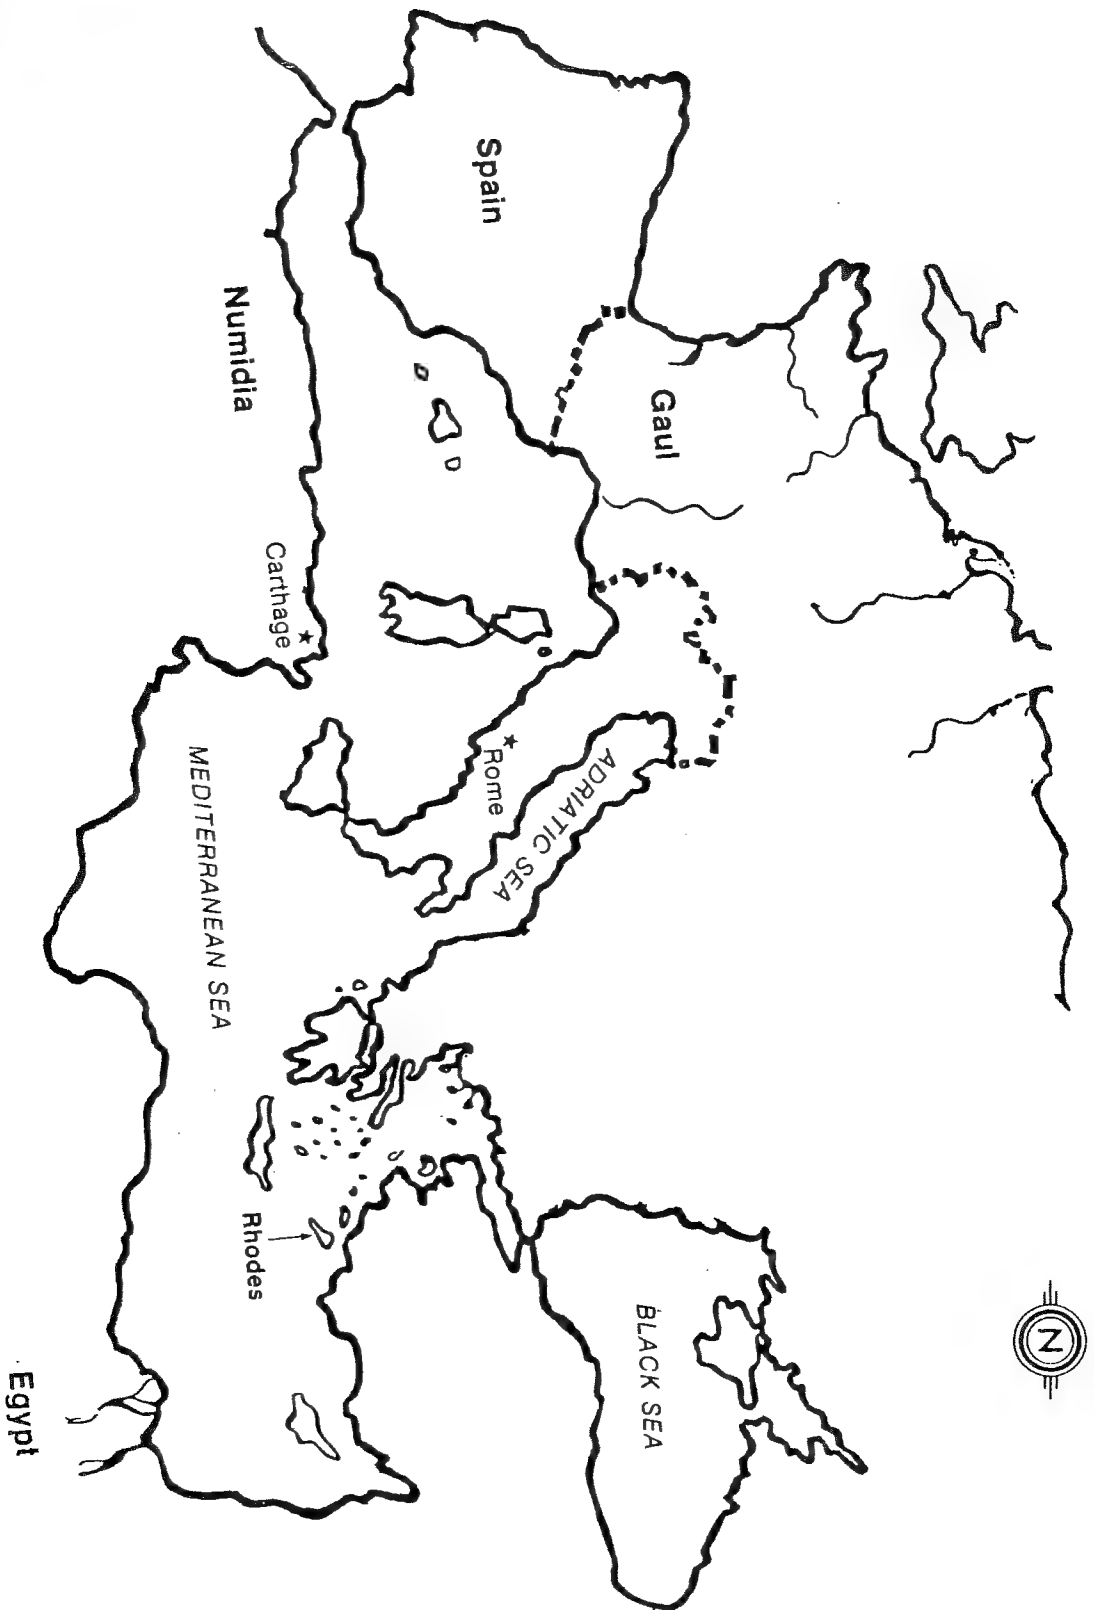 Spain
Gaul
Numidia
Carthage
Rome
ADRIATIC SEA
MEDITERRANEAN SEA
Rhodes
BLACK SEA
Egypt
N